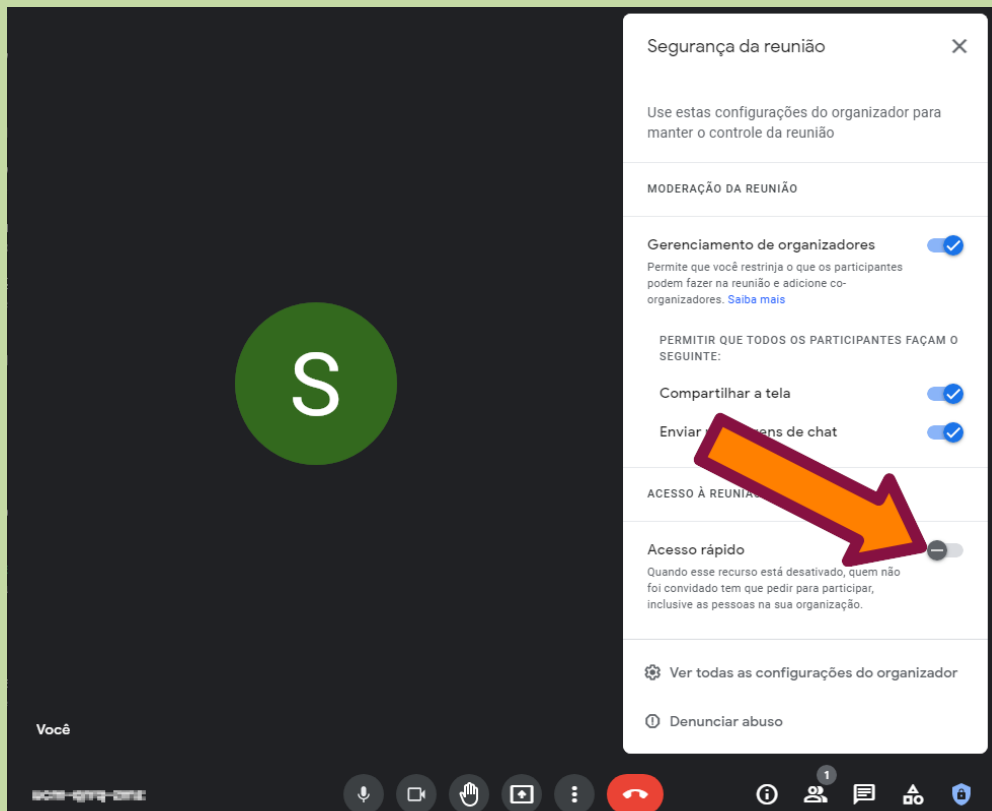 Segurança da reunião
Use estas configurações do organizador para
manter o controle da reunião
MODERAÇÃO DA REUNIÃO
Gerenciamento de organizadores
Permite que você restrinja o que os participantes
podem fazer na reunião e adicione co-
organizadores. Saiba mais
PERMITIR QUE TODOS OS PARTICIPANTES FAÇAM O
SEGUINTE:
Compartilhar a tela
Enviar de chat
ACESSO À
Acesso rápido
Quando esse recurso está desativado, quem não
foi convidado tem que pedir para participar,
inclusive as pessoas na sua organização.
Ver todas as configurações do organizador
Denunciar abuso
S
Você
1